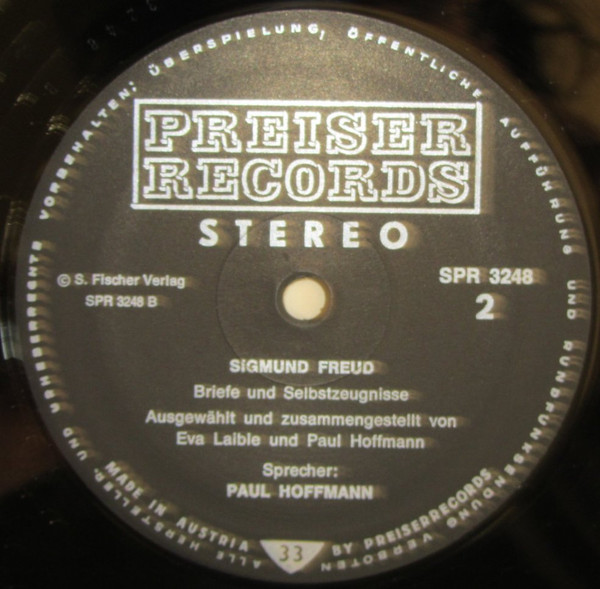 ALLE HERSTELLER- UND URHEBERRECHTE VORBEHALTEN; ÜBERSPIELUNG, ÖFFENTLICHE AUFFÜHRUNG UND RUNDFUNKSENDUNG VERBOTEN
PREISER
RECORDS
STEREO
© S. Fischer Verlag
SPR 3248 B
SPR 3248
2
SIGMUND FREUD
Briefe und Selbstzeugnisse
Ausgewählt und zusammengestellt von
Eva Laible und Paul Hoffmann
Sprecher:
PAUL HOFFMANN
MADE IN AUSTRIA
33
BY PREISERRECORDS